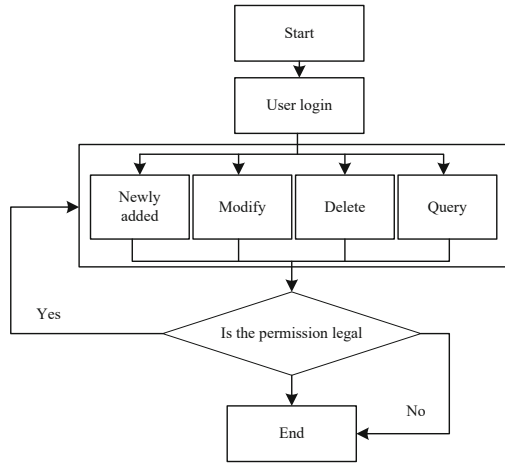 Start
User login
Newly
added
Modify
Delete
Query
Yes
Is the permission legal
No
End